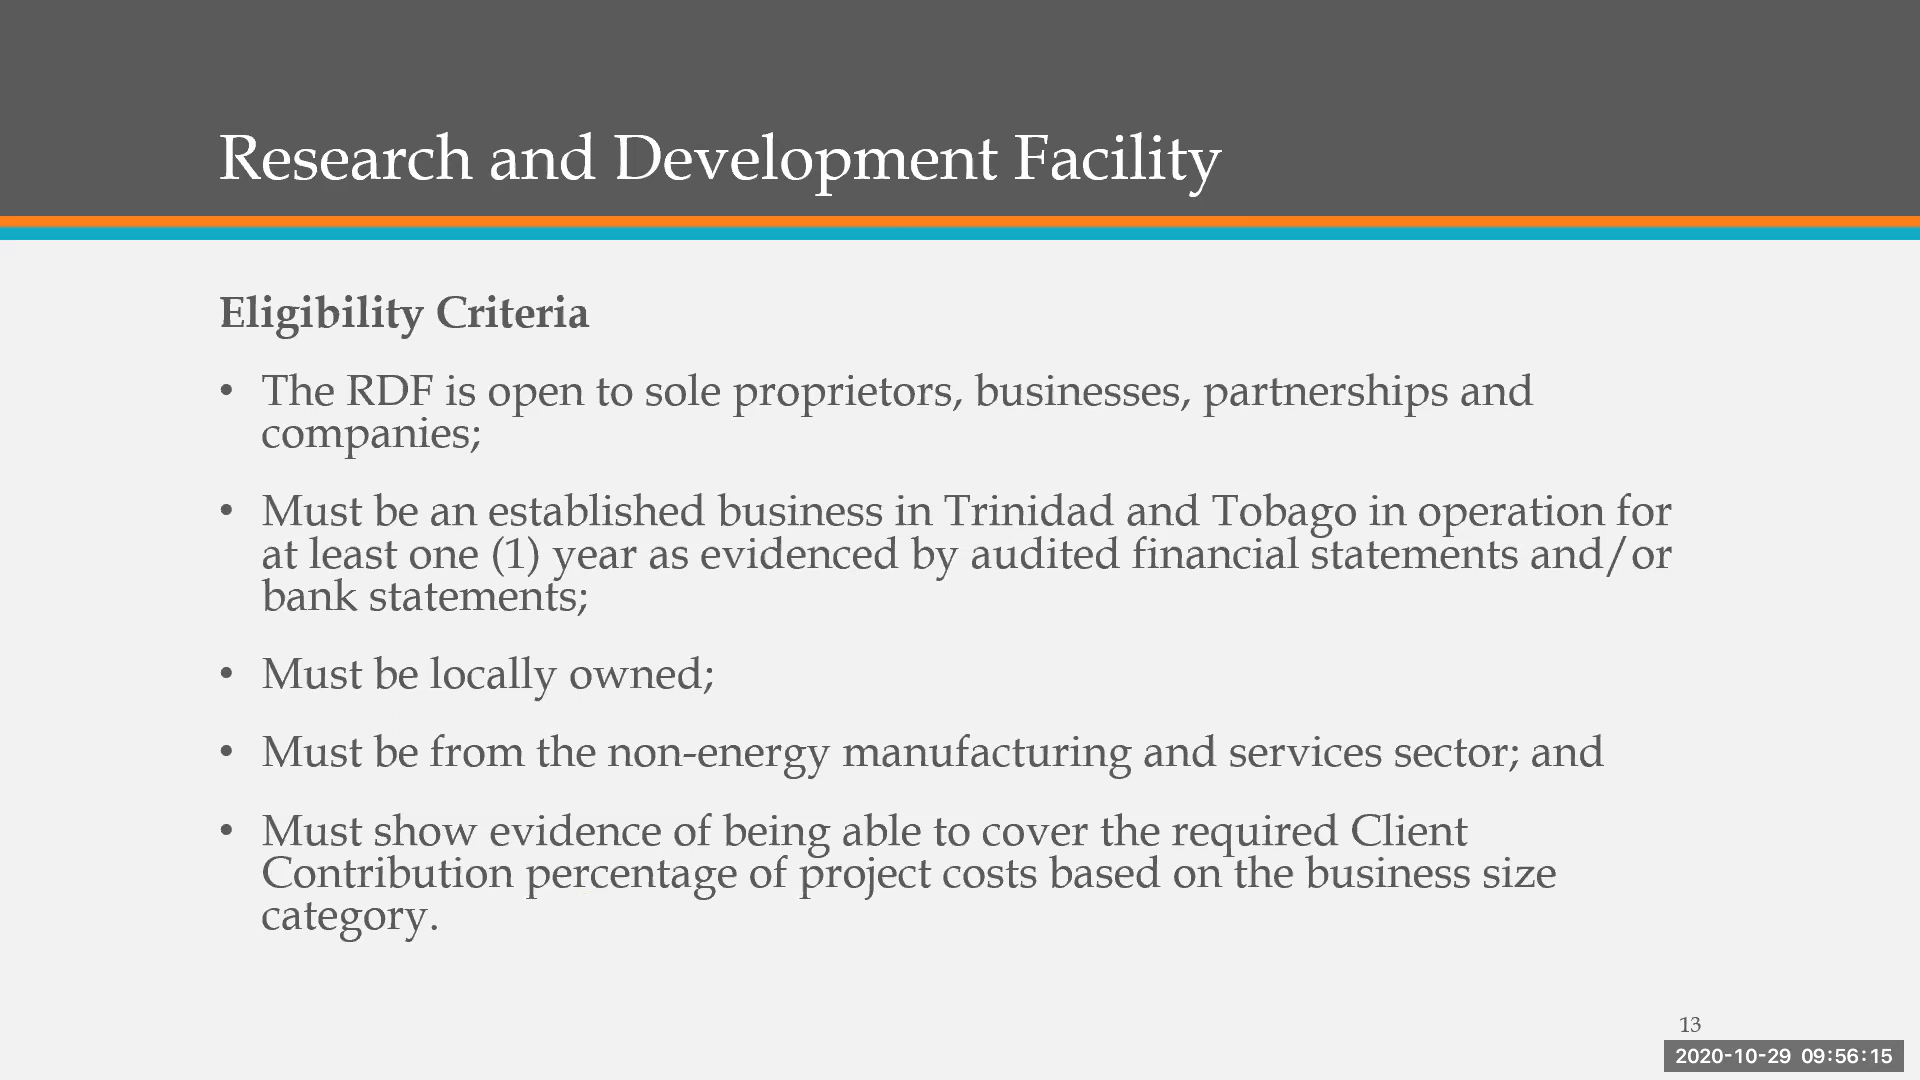 Research and Development Facility
Eligibility Criteria
• The RDF is open to sole proprietors, businesses, partnerships and
companies;
• Must be an established business in Trinidad and Tobago in operation for
at least one (1) year as evidenced by audited financial statements and/or
bank statements;
• Must be locally owned;
• Must be from the non-energy manufacturing and services sector; and
• Must show evidence of being able to cover the required Client
Contribution percentage of project costs based on the business size
category.
13
2020-10-29 09:56:15